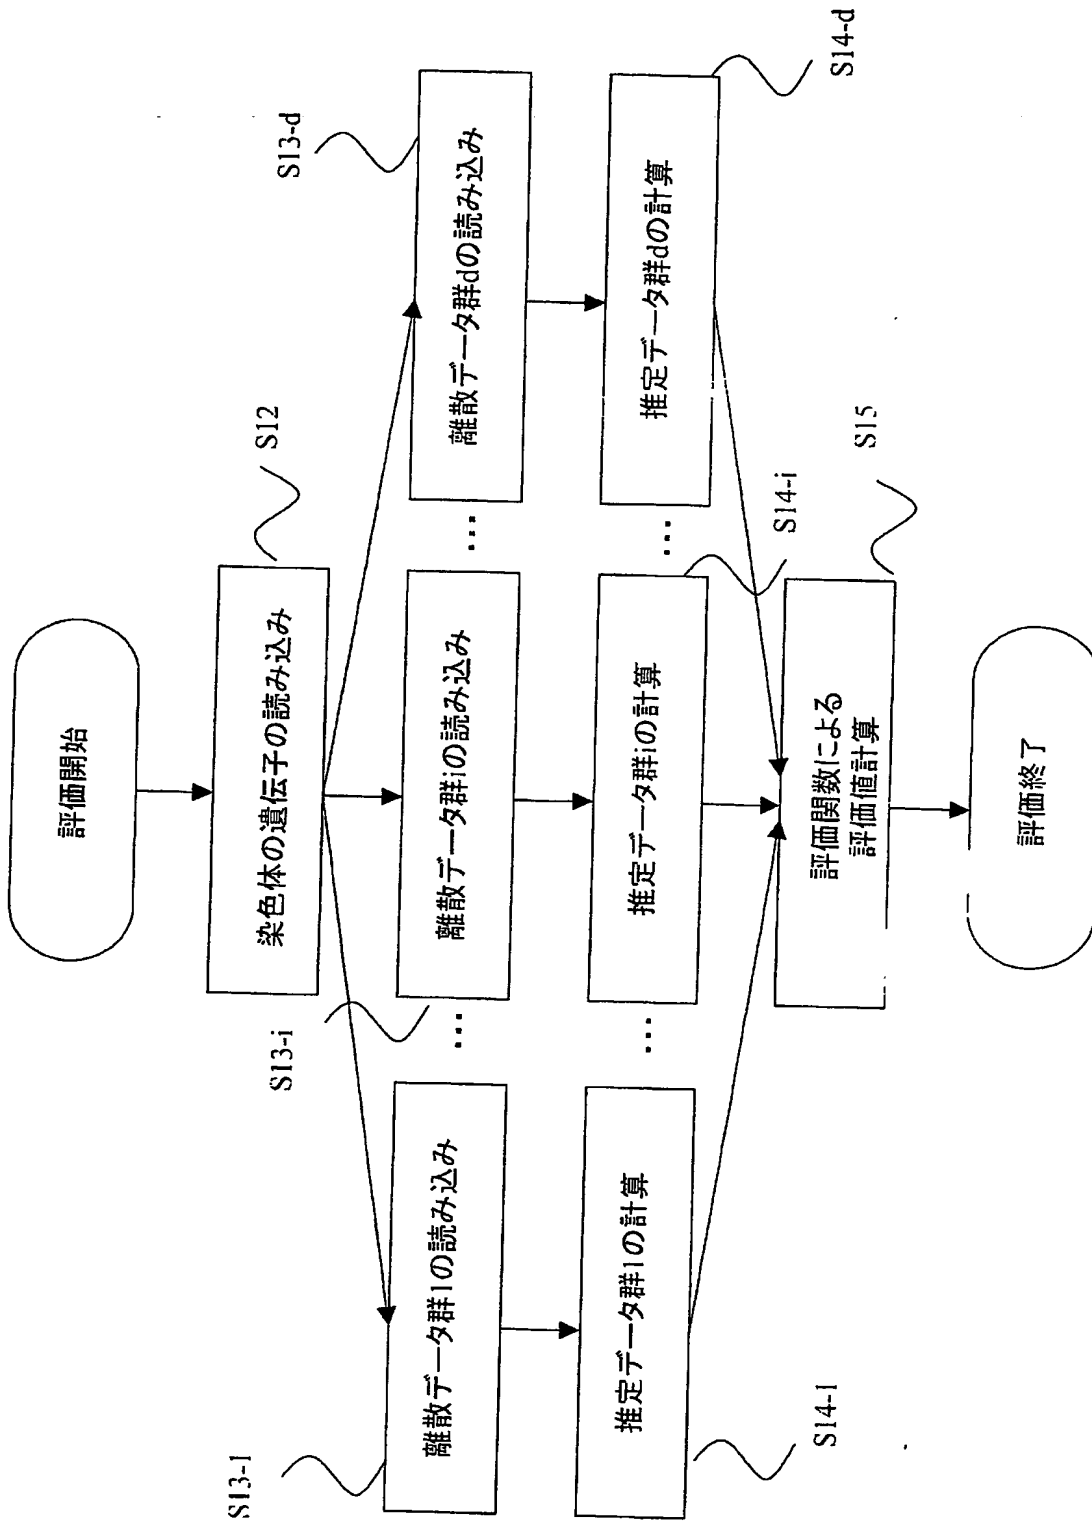 評価開始
染色体の遺伝子の読み込み
S12
離散データ群1の読み込み
S13-1
離散データ群iの読み込み
S13-i
離散データ群dの読み込み
S13-d
...
...
推定データ群1の計算
S14-1
推定データ群iの計算
S14-i
推定データ群dの計算
S14-d
...
...
評価関数による
評価値計算
S15
評価終了